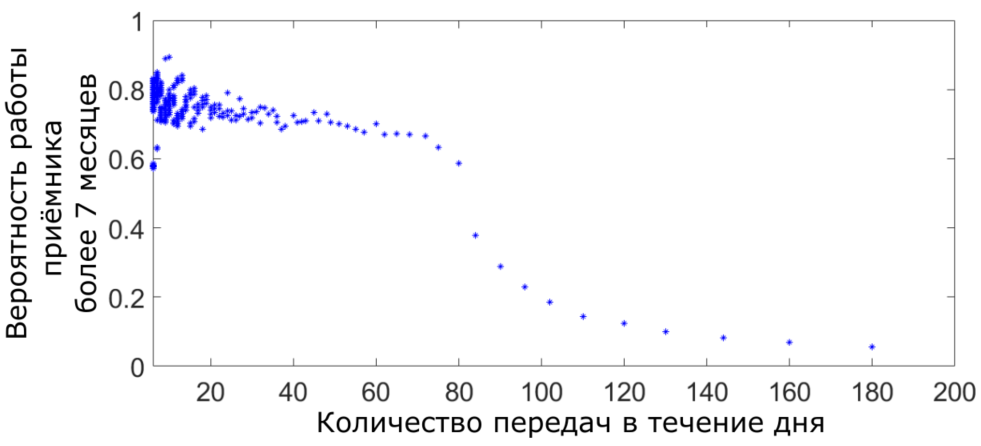 Вероятность работы
приёмника
более 7 месяцев
1
0.8
0.6
0.4
0.2
0
20 40 60 80 100 120 140 160 180 200
Количество передач в течение дня